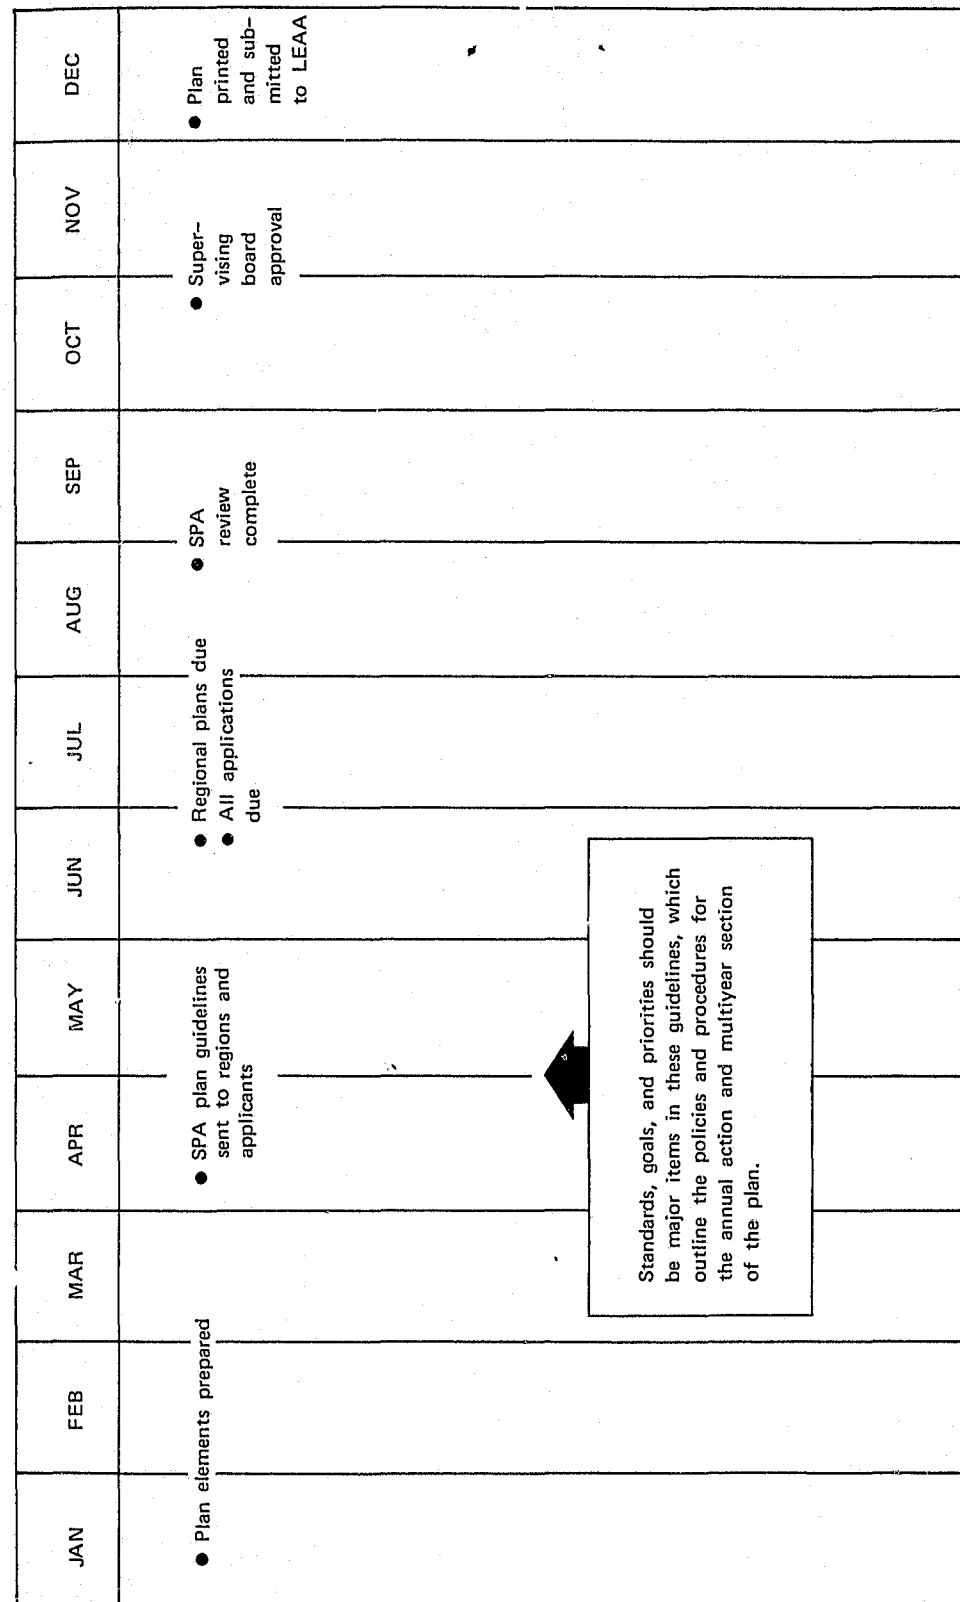 JAN
FEB
MAR
APR
MAY
JUN
JUL
AUG
SEP
OCT
NOV
DEC
● Plan elements prepared
● SPA plan guidelines
sent to regions and
applicants
● Regional plans due
● All applications
due
● SPA
review
complete
● Super-
vising
board
approval
● Plan
printed
and sub-
mitted
to LEAA
Standards, goals, and priorities should
be major items in these guidelines, which
outline the policies and procedures for
the annual action and multiyear section
of the plan.